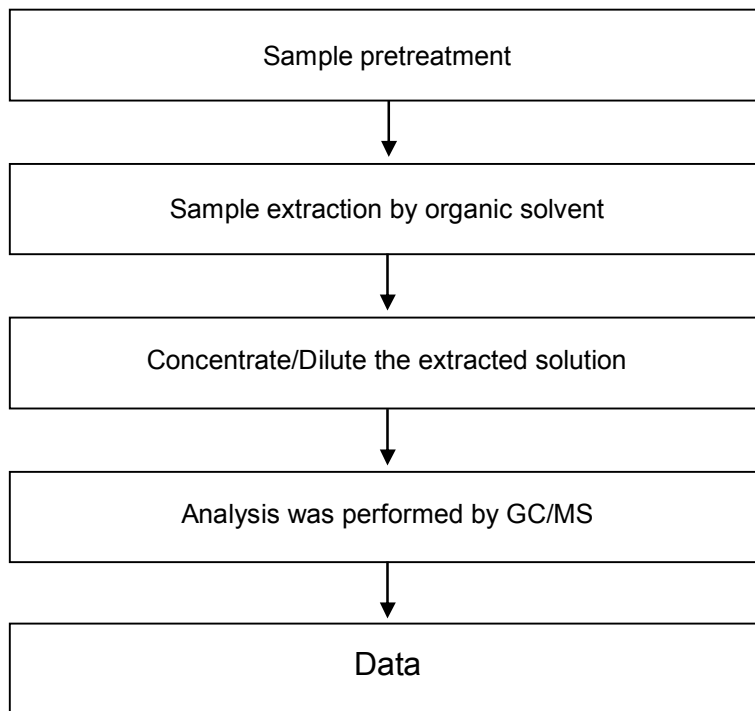 Sample pretreatment
Sample extraction by organic solvent
Concentrate/Dilute the extracted solution
Analysis was performed by GC/MS
Data